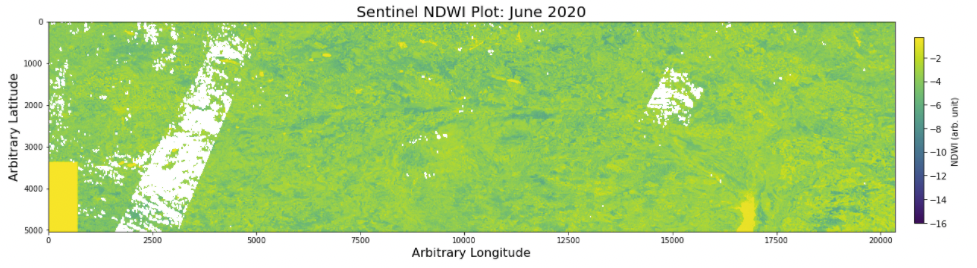 Sentinel NDWI Plot: June 2020
Arbitrary Latitude
0
1000
2000
3000
4000
5000
0 2500 5000 7500 10000 12500 15000 17500 20000
Arbitrary Longitude
−2
−4
−6
−8
−10
−12
−14
−16
NDWI (arb. unit)